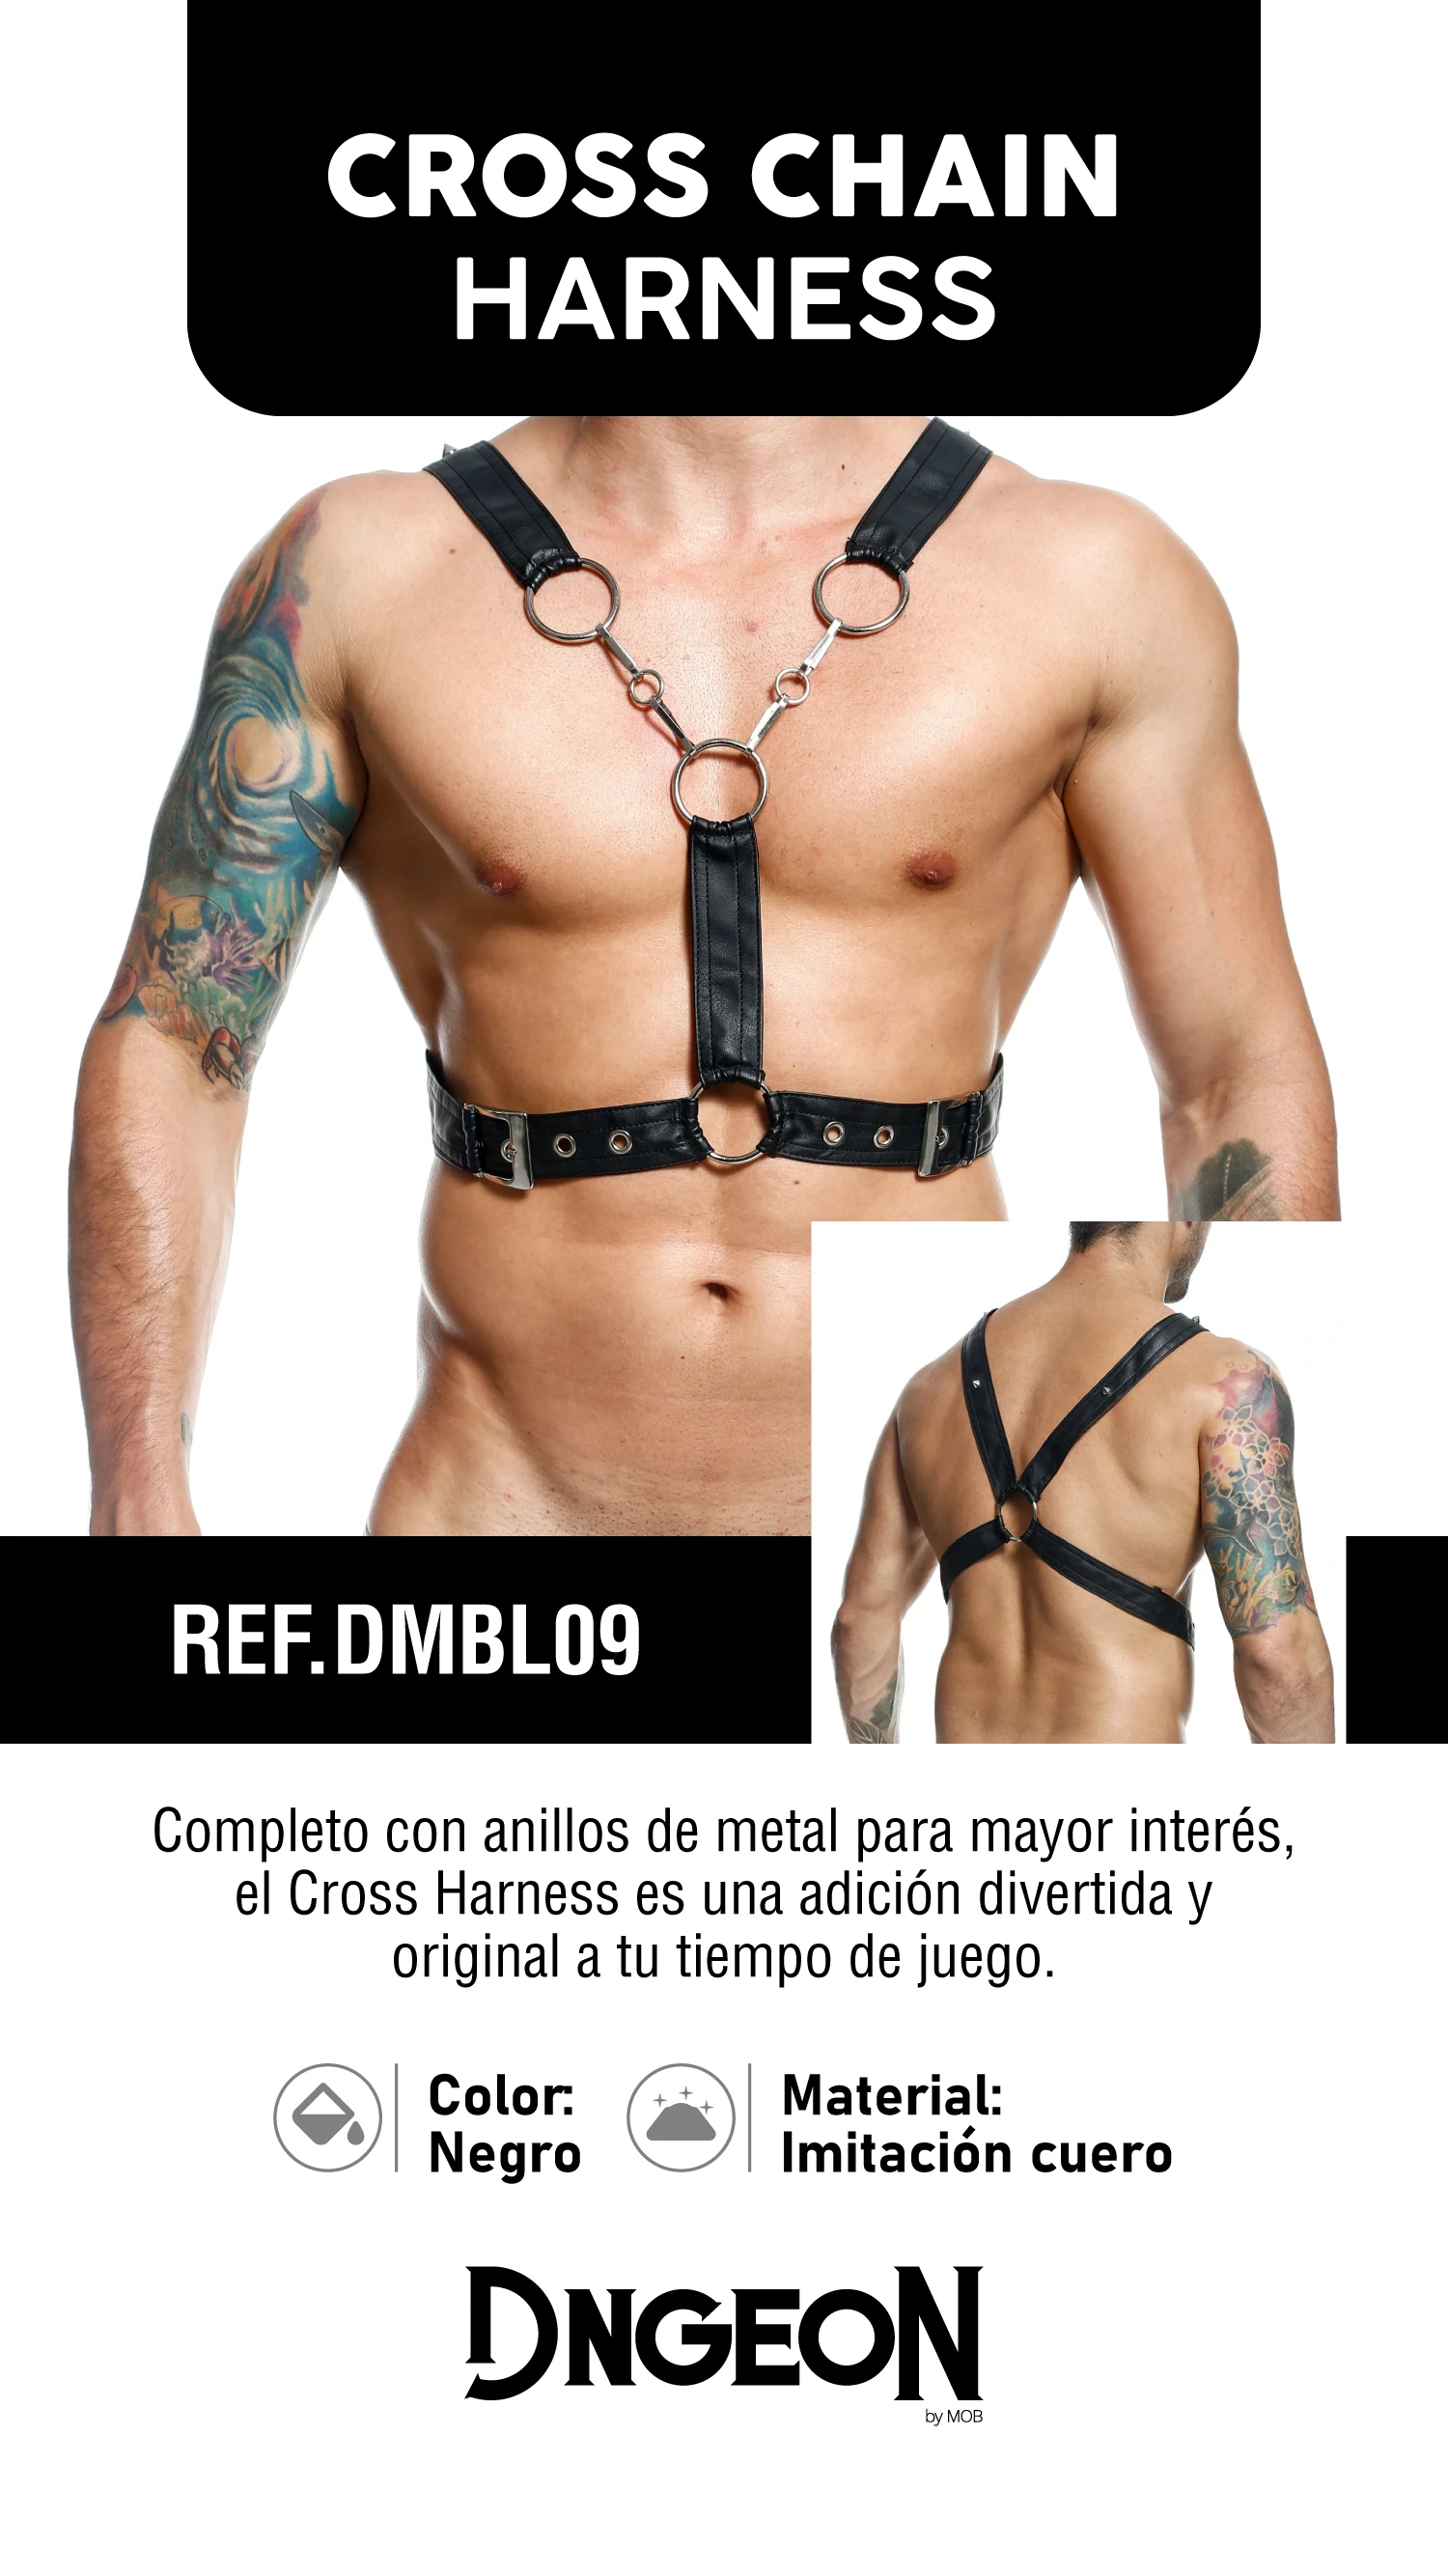 CROSS CHAIN
HARNESS
REF.DMBL09
Completo con anillos de metal para mayor interés,
el Cross Harness es una adición divertida y
original a tu tiempo de juego.
Color:
Negro
Material:
Imitación cuero
DNGEON
by MOB